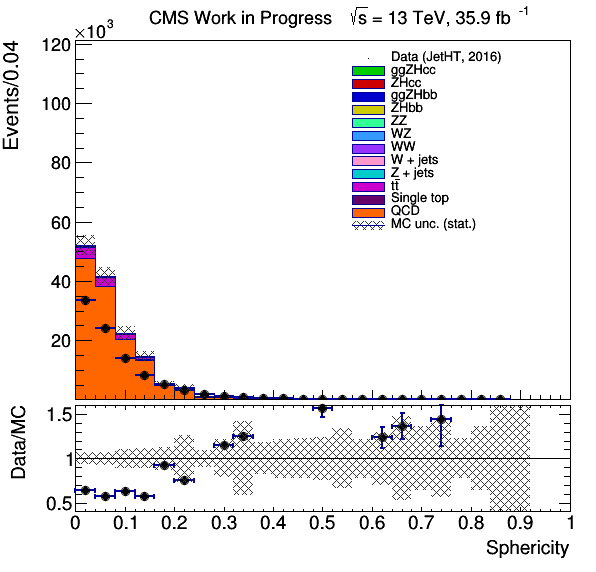 CMS Work in Progress √s = 13 TeV, 35.9 fb⁻¹
×10³
Events/0.04
120
100
80
60
40
20
Data (JetHT, 2016)
ggZHcc
ZHcc
ggZHbb
ZHbb
ZZ
WZ
WW
W + jets
Z + jets
tt̄
Single top
QCD
MC unc. (stat.)
Data/MC
1.5
1
0.5
0 0.1 0.2 0.3 0.4 0.5 0.6 0.7 0.8 0.9 1
Sphericity